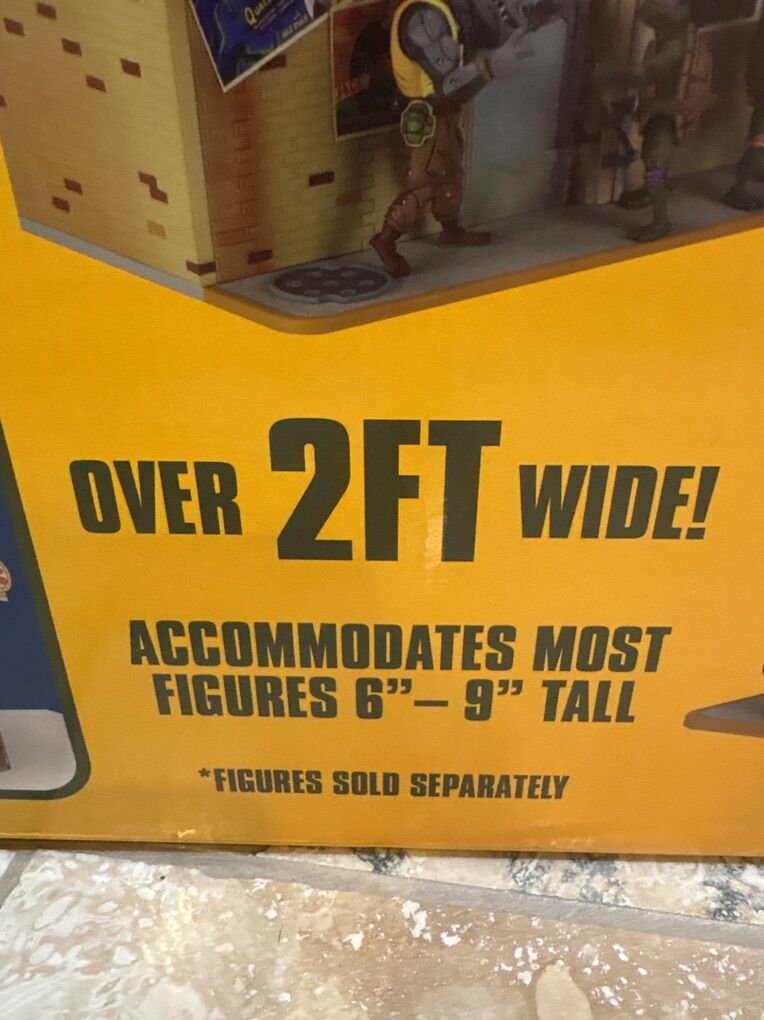 OVER 2FT WIDE!
ACCOMMODATES MOST
FIGURES 6”– 9” TALL
*FIGURES SOLD SEPARATELY